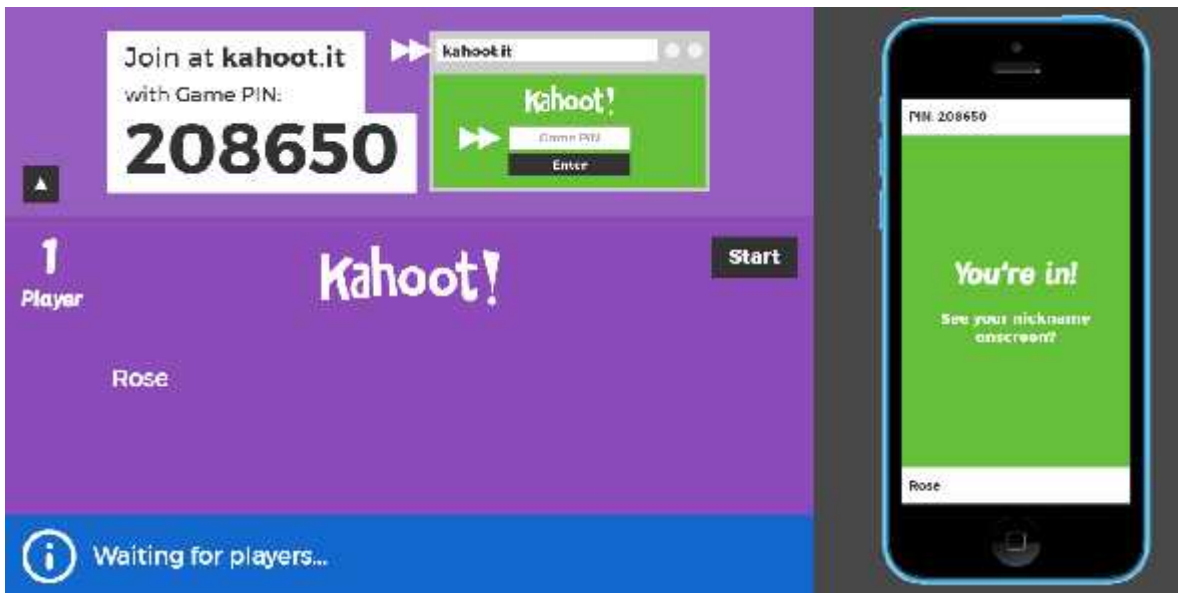 Join at kahoot.it
with Game PIN:
208650
kahoot.it
Kahoot!
Game PIN
Enter
1
Player
Kahoot!
Start
Rose
Waiting for players...
PIN: 208650
You're in!
See your nickname
onscreen?
Rose